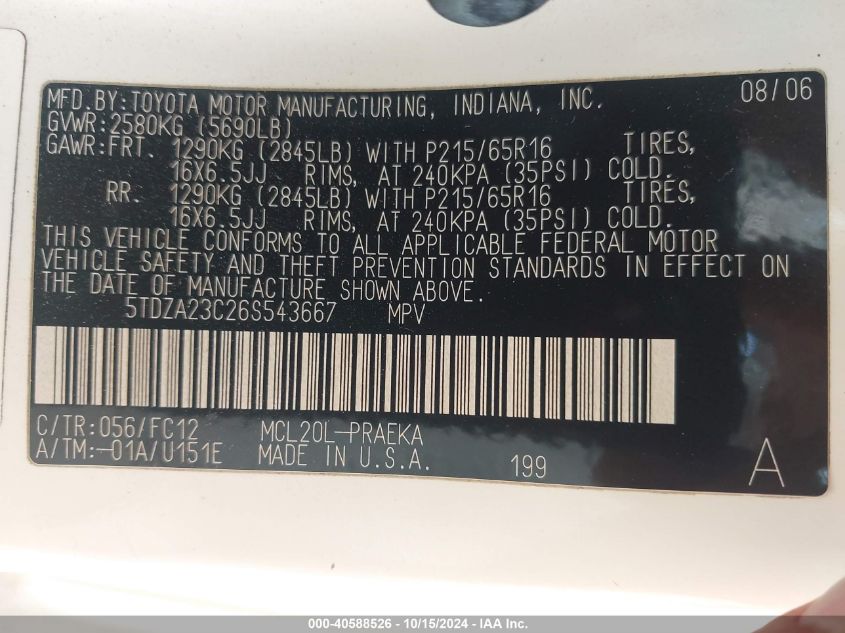 MFD.BY:TOYOTA MOTOR MANUFACTURING, INDIANA, INC. 08/06
GVWR:2580KG (5690LB)
GAWR:FRT. 1290KG (2845LB) WITH P215/65R16 TIRES,
16X6.5JJ RIMS, AT 240KPA (35PSI) COLD.
RR. 1290KG (2845LB) WITH P215/65R16 TIRES,
16X6.5JJ RIMS, AT 240KPA (35PSI) COLD.
THIS VEHICLE CONFORMS TO ALL APPLICABLE FEDERAL MOTOR
VEHICLE SAFETY AND THEFT PREVENTION STANDARDS IN EFFECT ON
THE DATE OF MANUFACTURE SHOWN ABOVE.
5TDZA23C26S543667 MPV
C/TR:056/FC12 MCL20L-PRAEKA
A/TM:-01A/U151E MADE IN U.S.A. 199 A
000-40588526 - 10/15/2024 - IAA Inc.